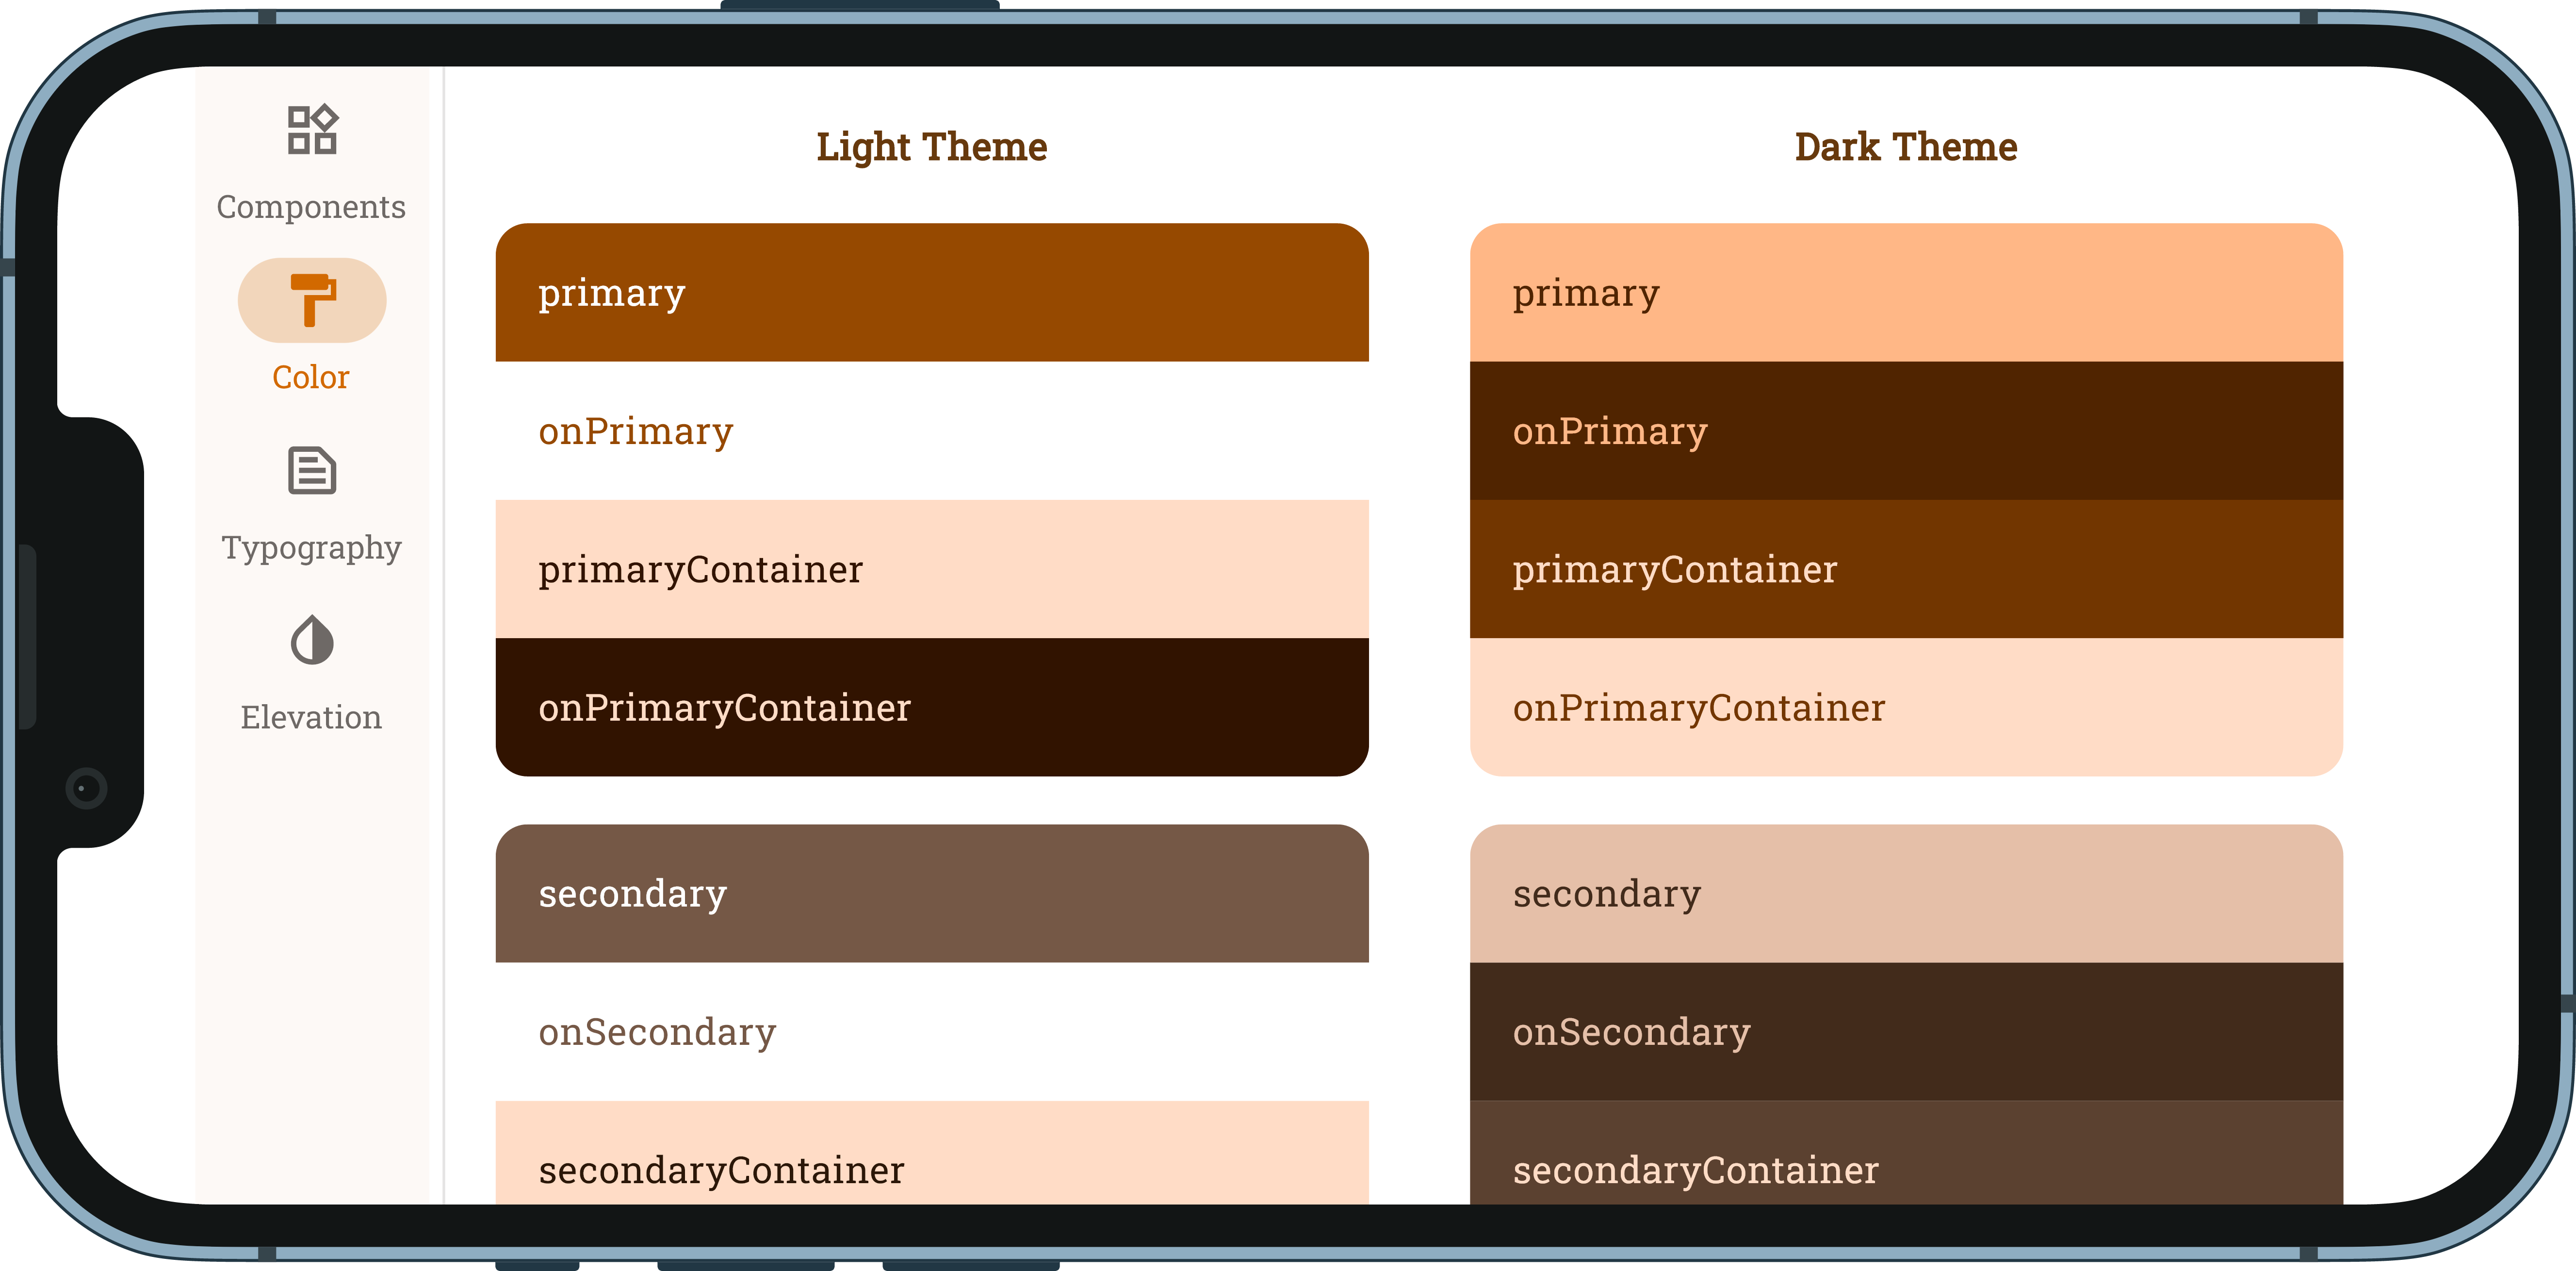 Components
Color
Typography
Elevation
Light Theme
primary
onPrimary
primaryContainer
onPrimaryContainer
secondary
onSecondary
secondaryContainer
Dark Theme
primary
onPrimary
primaryContainer
onPrimaryContainer
secondary
onSecondary
secondaryContainer